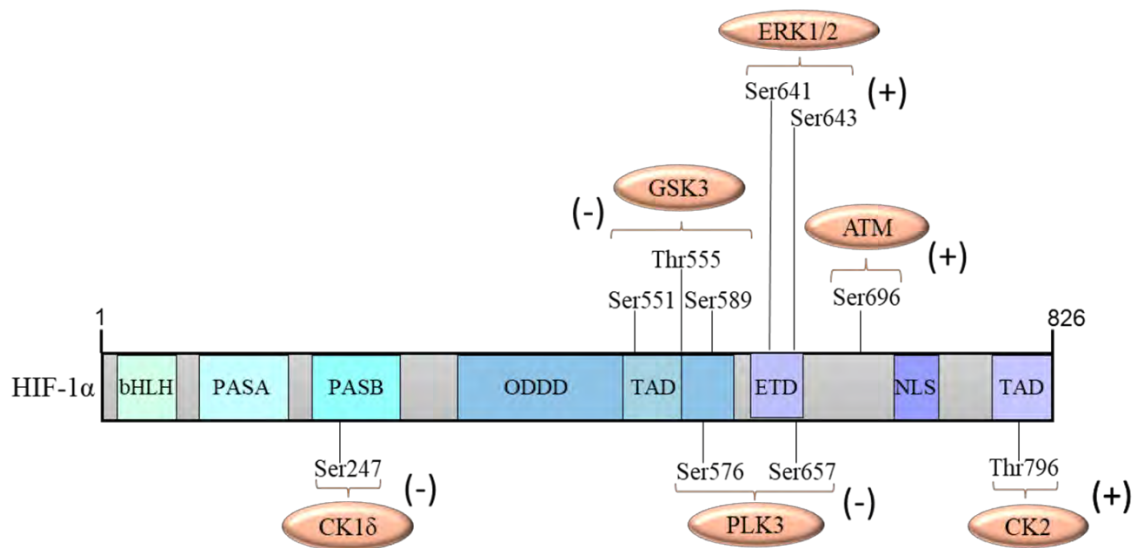 ERK1/2
Ser641
(+)
Ser643
GSK3
(-)
ATM
(+)
Thr555
Ser551
Ser589
Ser696
1
826
HIF-1α
bHLH
PASA
PASB
ODDD
TAD
ETD
NLS
TAD
Ser247
(-)
CK1δ
Ser576
Ser657
(-)
PLK3
Thr796
(+)
CK2